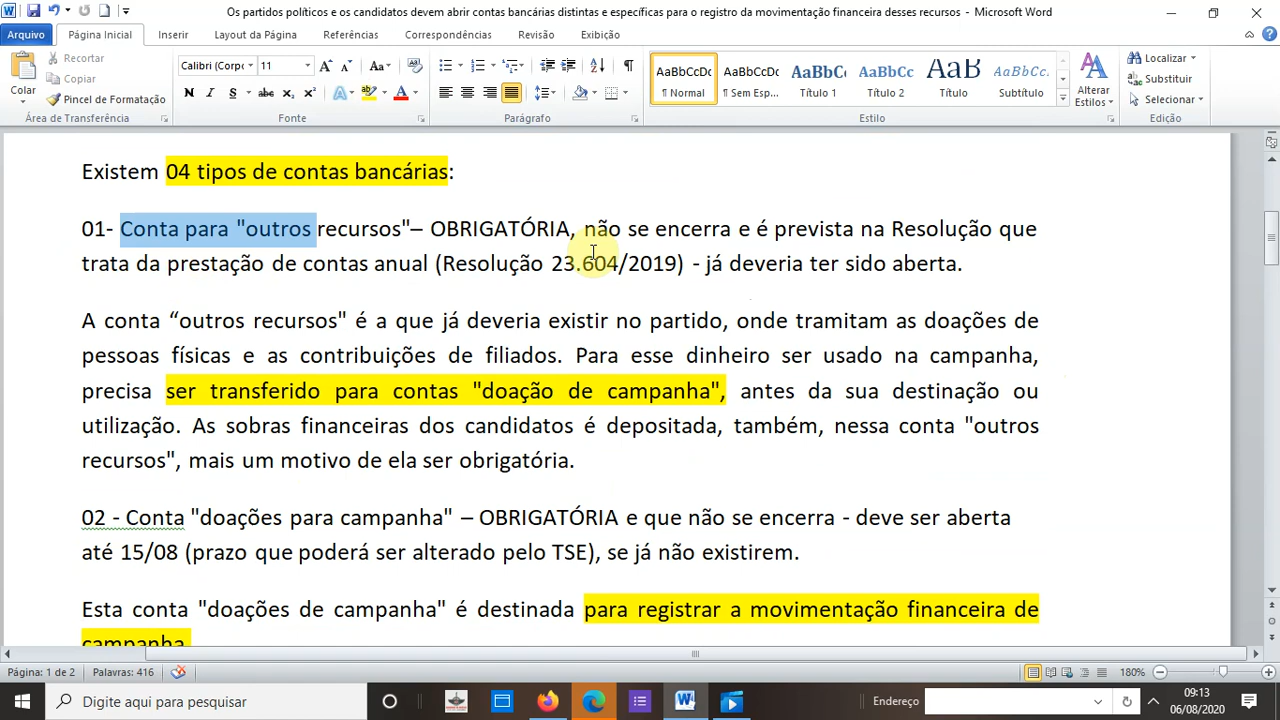 Os partidos políticos e os candidatos devem abrir contas bancárias distintas e específicas para o registro da movimentação financeira desses recursos - Microsoft Word
Arquivo Página Inicial Inserir Layout da Página Referências Correspondências Revisão Exibição
Colar
Recortar
Copiar
Pincel de Formatação
Área de Transferência
Calibri (Corpo 11
N I S abc x₂ x² Aa A
Fonte
Parágrafo
AaBbCcDc AaBbCcDc AaBbCc AaBbCc AaB AaBbCc.
¶ Normal ¶ Sem Esp... Título 1 Título 2 Título Subtítulo
Alterar Estilos
Estilo
Localizar
Substituir
Selecionar
Edição
Existem 04 tipos de contas bancárias:
01- Conta para "outros recursos"– OBRIGATÓRIA, não se encerra e é prevista na Resolução que
trata da prestação de contas anual (Resolução 23.604/2019) - já deveria ter sido aberta.
A conta “outros recursos" é a que já deveria existir no partido, onde tramitam as doações de
pessoas físicas e as contribuições de filiados. Para esse dinheiro ser usado na campanha,
precisa ser transferido para contas "doação de campanha", antes da sua destinação ou
utilização. As sobras financeiras dos candidatos é depositada, também, nessa conta "outros
recursos", mais um motivo de ela ser obrigatória.
02 - Conta "doações para campanha" – OBRIGATÓRIA e que não se encerra - deve ser aberta
até 15/08 (prazo que poderá ser alterado pelo TSE), se já não existirem.
Esta conta "doações de campanha" é destinada para registrar a movimentação financeira de
campanha
Página: 1 de 2 Palavras: 416 180%
Digite aqui para pesquisar
Endereço
09:13
06/08/2020